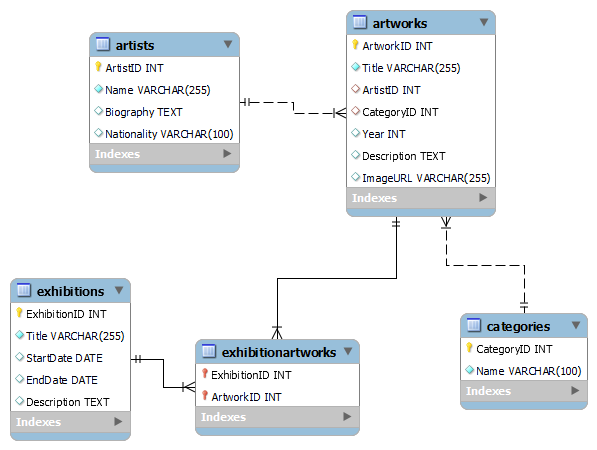 artists
ArtistID INT
Name VARCHAR(255)
Biography TEXT
Nationality VARCHAR(100)
Indexes
artworks
ArtworkID INT
Title VARCHAR(255)
ArtistID INT
CategoryID INT
Year INT
Description TEXT
ImageURL VARCHAR(255)
Indexes
exhibitions
ExhibitionID INT
Title VARCHAR(255)
StartDate DATE
EndDate DATE
Description TEXT
Indexes
exhibitionartworks
ExhibitionID INT
ArtworkID INT
Indexes
categories
CategoryID INT
Name VARCHAR(100)
Indexes